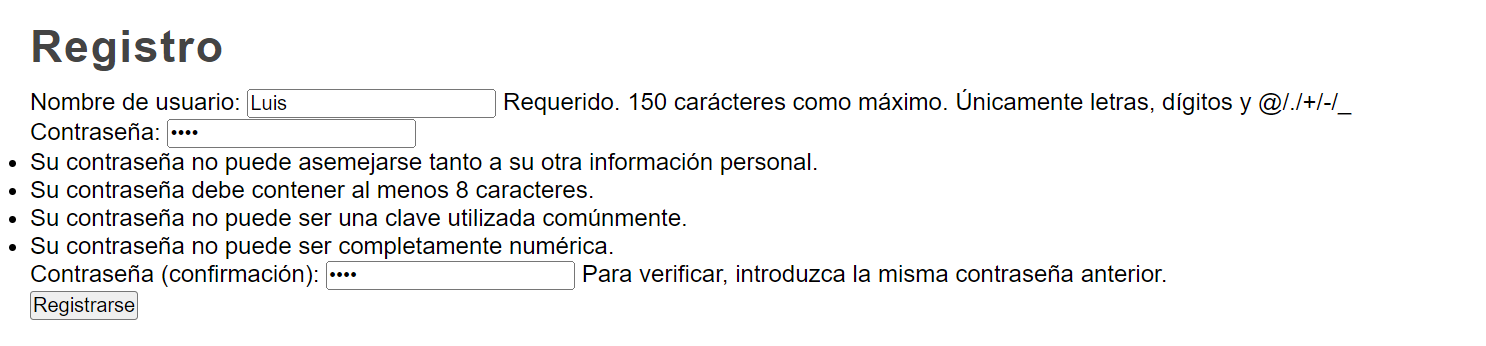 Registro
Nombre de usuario: Luis Requerido. 150 carácteres como máximo. Únicamente letras, dígitos y @/./+/-/_
Contraseña: ••••
• Su contraseña no puede asemejarse tanto a su otra información personal.
• Su contraseña debe contener al menos 8 caracteres.
• Su contraseña no puede ser una clave utilizada comúnmente.
• Su contraseña no puede ser completamente numérica.
Contraseña (confirmación): •••• Para verificar, introduzca la misma contraseña anterior.
Registrarse